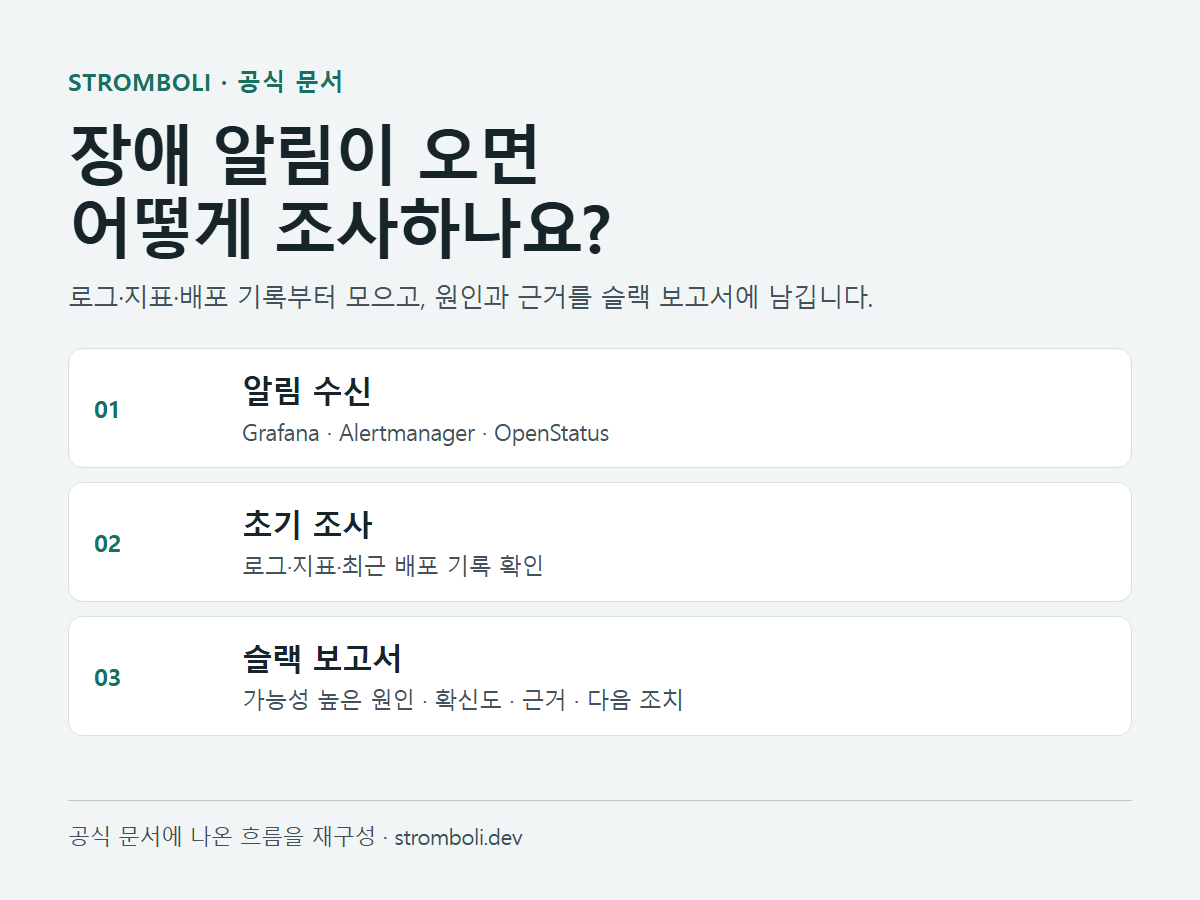 STROMBOLI · 공식 문서
장애 알림이 오면
어떻게 조사하나요?
로그·지표·배포 기록부터 모으고, 원인과 근거를 슬랙 보고서에 남깁니다.
01
알림 수신
Grafana · Alertmanager · OpenStatus
02
초기 조사
로그·지표·최근 배포 기록 확인
03
슬랙 보고서
가능성 높은 원인 · 확신도 · 근거 · 다음 조치
공식 문서에 나온 흐름을 재구성 · stromboli.dev